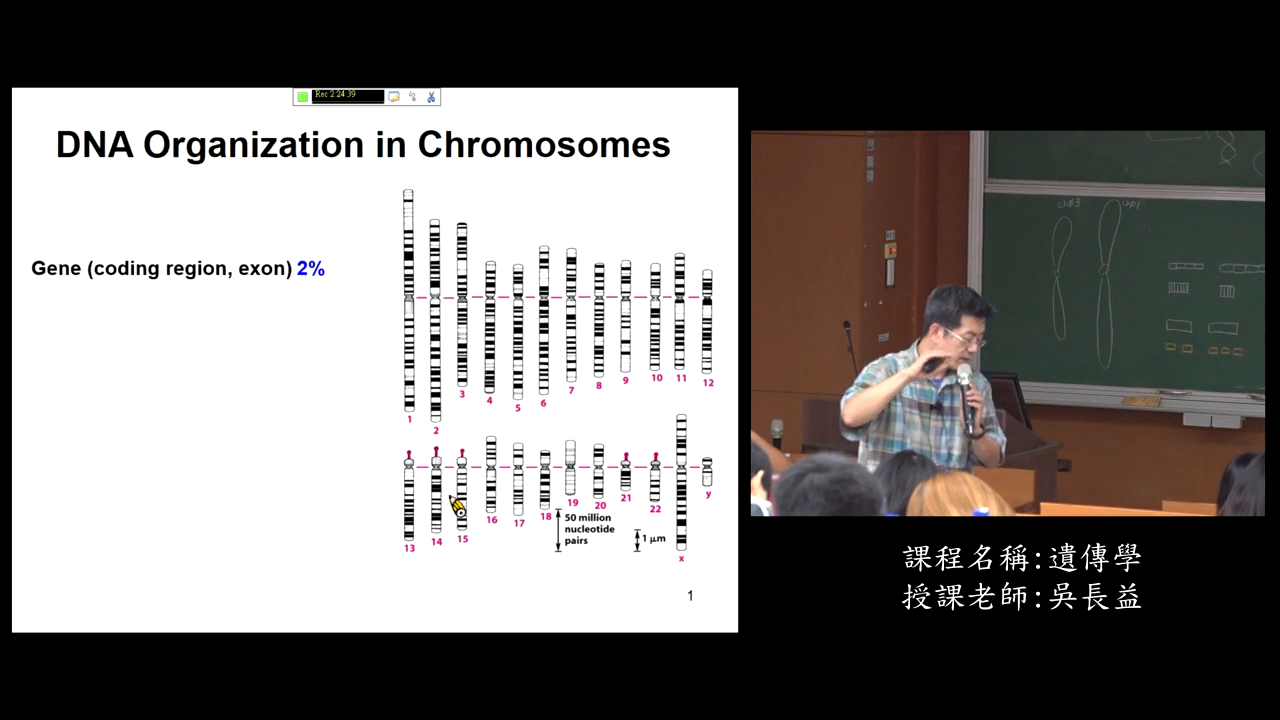 Rec 2:24:39
DNA Organization in Chromosomes
Gene (coding region, exon) 2%
1
2
3
4
5
6
7
8
9
10
11
12
13
14
15
16
17
18
19
20
21
22
x
y
50 million
nucleotide
pairs
1 μm
1
課程名稱:遺傳學
授課老師:吳長益